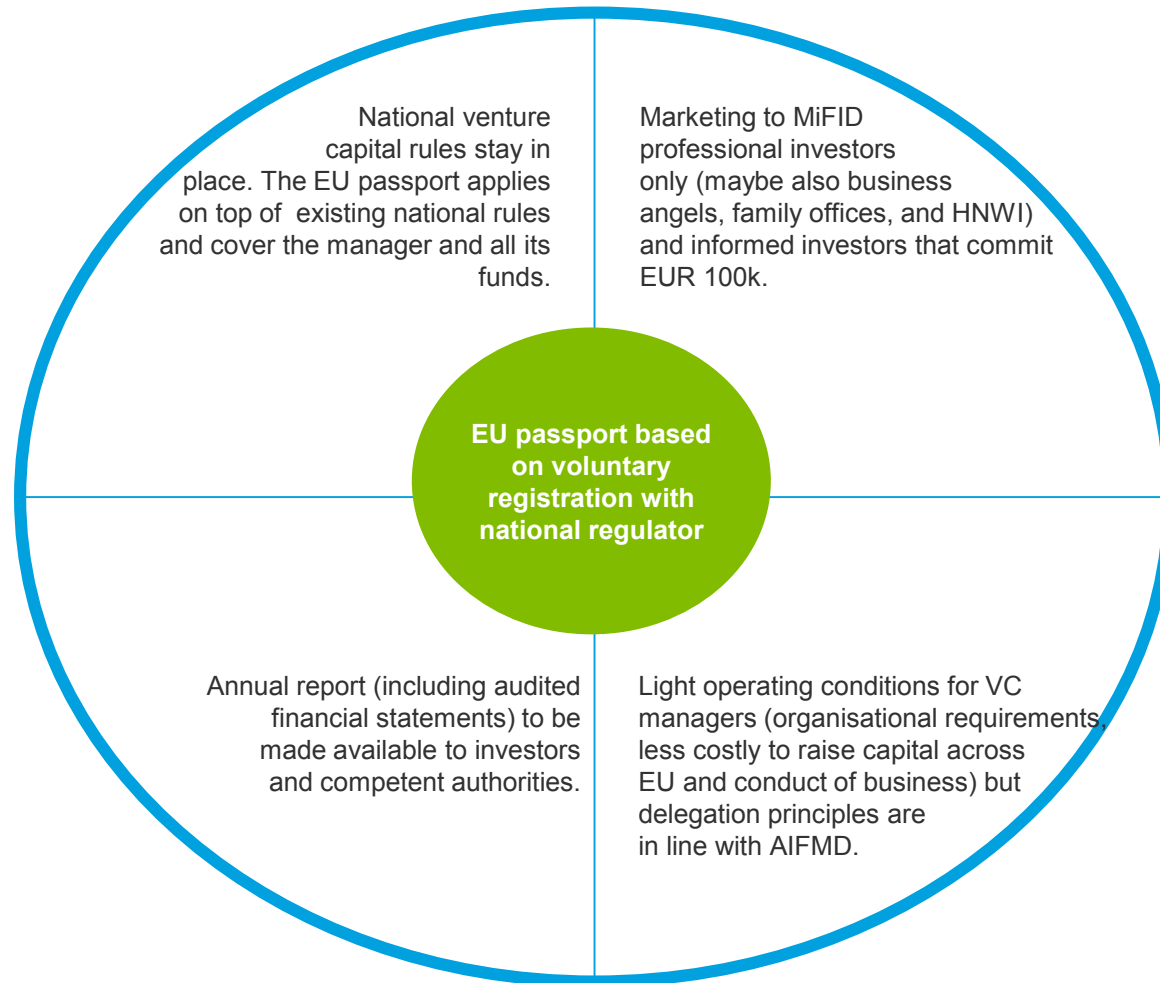 National venture
capital rules stay in
place. The EU passport applies
on top of existing national rules
and cover the manager and all its
funds.
Marketing to MiFID
professional investors
only (maybe also business
angels, family offices, and HNWI)
and informed investors that commit
EUR 100k.
EU passport based
on voluntary
registration with
national regulator
Annual report (including audited
financial statements) to be
made available to investors
and competent authorities.
Light operating conditions for VC
managers (organisational requirements,
less costly to raise capital across
EU and conduct of business) but
delegation principles are
in line with AIFMD.